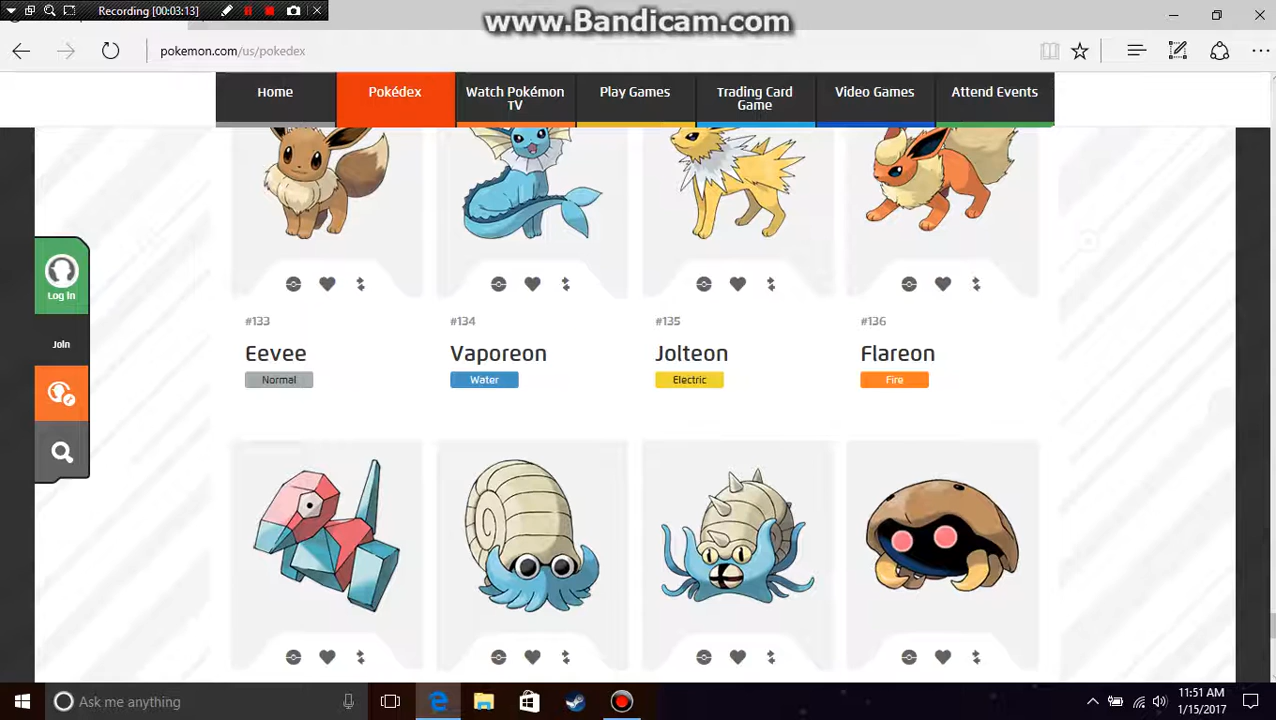 Recording [00:03:13]
www.Bandicam.com
pokemon.com/us/pokedex
Home
Pokédex
Watch Pokémon TV
Play Games
Trading Card Game
Video Games
Attend Events
Log In
Join
#133
#134
#135
#136
Eevee
Vaporeon
Jolteon
Flareon
Normal
Water
Electric
Fire
Ask me anything
11:51 AM
1/15/2017